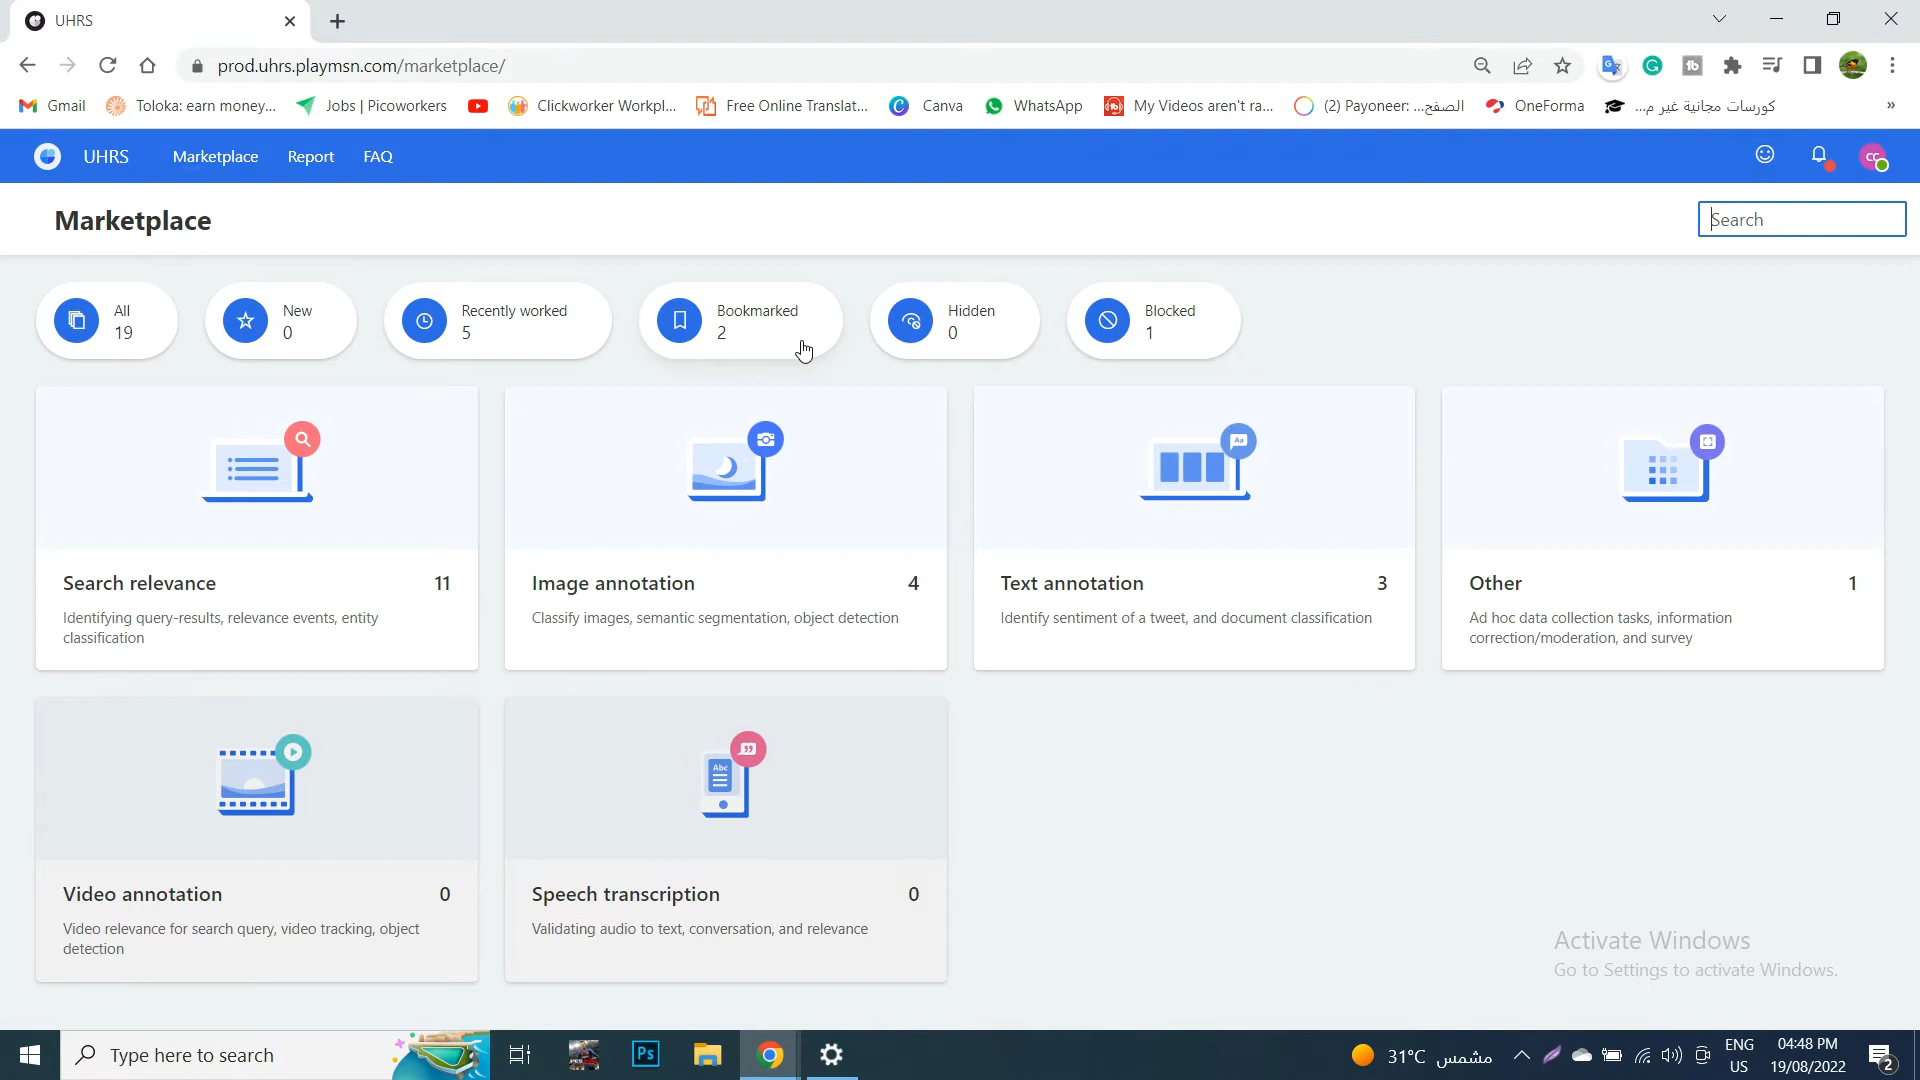 UHRS
prod.uhrs.playmsn.com/marketplace/
Gmail
Toloka: earn money...
Jobs | Picoworkers
Clickworker Workpl...
Free Online Translat...
Canva
WhatsApp
My Videos aren't ra...
(2) Payoneer: ...الصفح
OneForma
كورسات مجانية غير م...
»
UHRS
Marketplace
Report
FAQ
CC
Marketplace
Search
All
19
New
0
Recently worked
5
Bookmarked
2
Hidden
0
Blocked
1
Search relevance 11
Identifying query-results, relevance events, entity
classification
Image annotation 4
Classify images, semantic segmentation, object detection
Aa
Text annotation 3
Identify sentiment of a tweet, and document classification
Other 1
Ad hoc data collection tasks, information
correction/moderation, and survey
Video annotation 0
Video relevance for search query, video tracking, object
detection
Abc
Speech transcription 0
Validating audio to text, conversation, and relevance
Activate Windows
Go to Settings to activate Windows.
Type here to search
PES
Ps
31°C مشمس
ENG
US
04:48 PM
19/08/2022
2